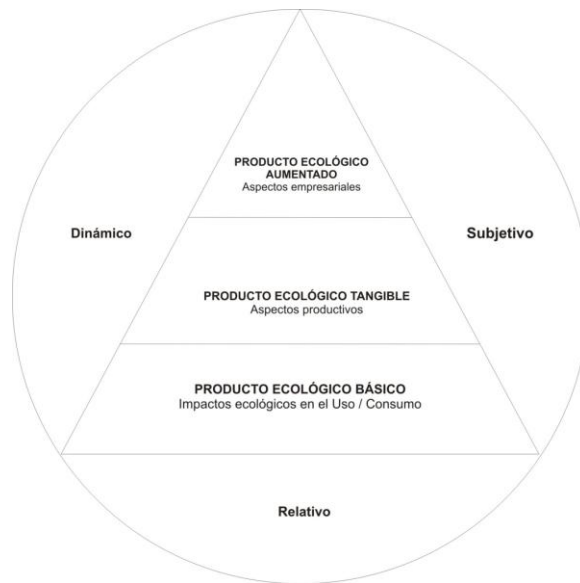 PRODUCTO ECOLÓGICO
AUMENTADO
Aspectos empresariales
Dinámico
Subjetivo
PRODUCTO ECOLÓGICO TANGIBLE
Aspectos productivos
PRODUCTO ECOLÓGICO BÁSICO
Impactos ecológicos en el Uso / Consumo
Relativo